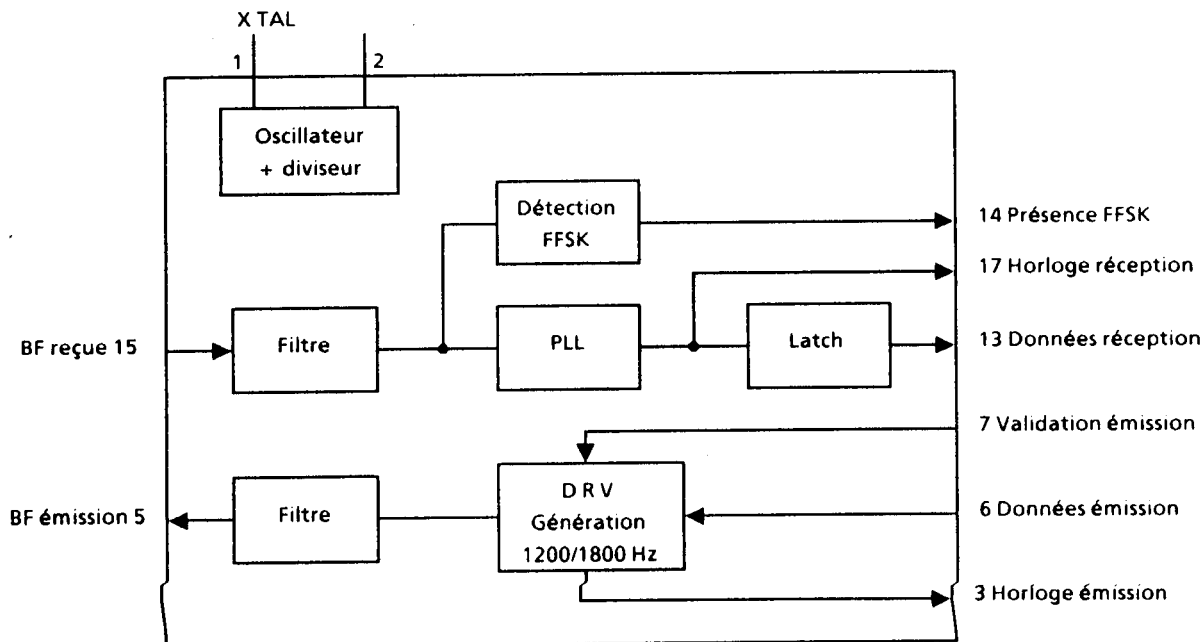 X TAL
1
2
Oscillateur
+ diviseur
Détection
FFSK
14 Présence FFSK
17 Horloge réception
BF reçue 15
Filtre
PLL
Latch
13 Données réception
7 Validation émission
BF émission 5
Filtre
D R V
Génération
1200/1800 Hz
6 Données émission
3 Horloge émission